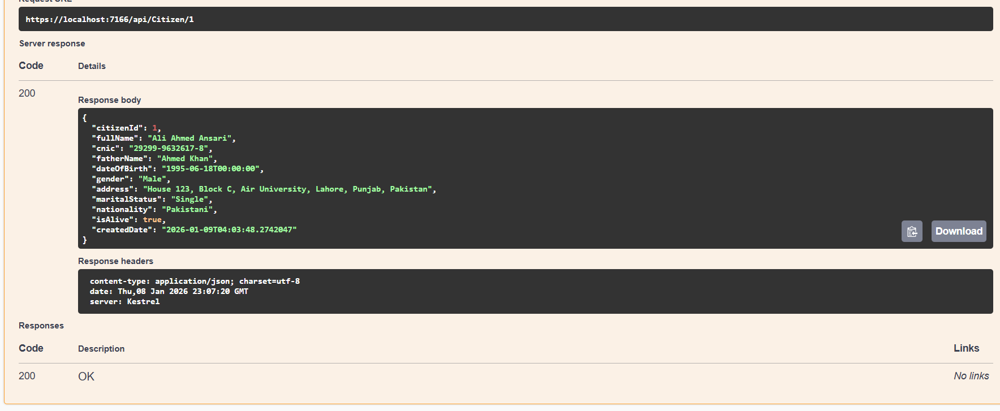 Request URL
https://localhost:7166/api/Citizen/1
Server response
Code Details
200
Response body
{
  "citizenId": 1,
  "fullName": "Ali Ahmed Ansari",
  "cnic": "29299-9632617-8",
  "fatherName": "Ahmed Khan",
  "dateOfBirth": "1995-06-18T00:00:00",
  "gender": "Male",
  "address": "House 123, Block C, Air University, Lahore, Punjab, Pakistan",
  "maritalStatus": "Single",
  "nationality": "Pakistani",
  "isAlive": true,
  "createdDate": "2026-01-09T04:03:48.2742047"
}
Download
Response headers
content-type: application/json; charset=utf-8
date: Thu,08 Jan 2026 23:07:20 GMT
server: Kestrel
Responses
Code Description Links
200 OK No links